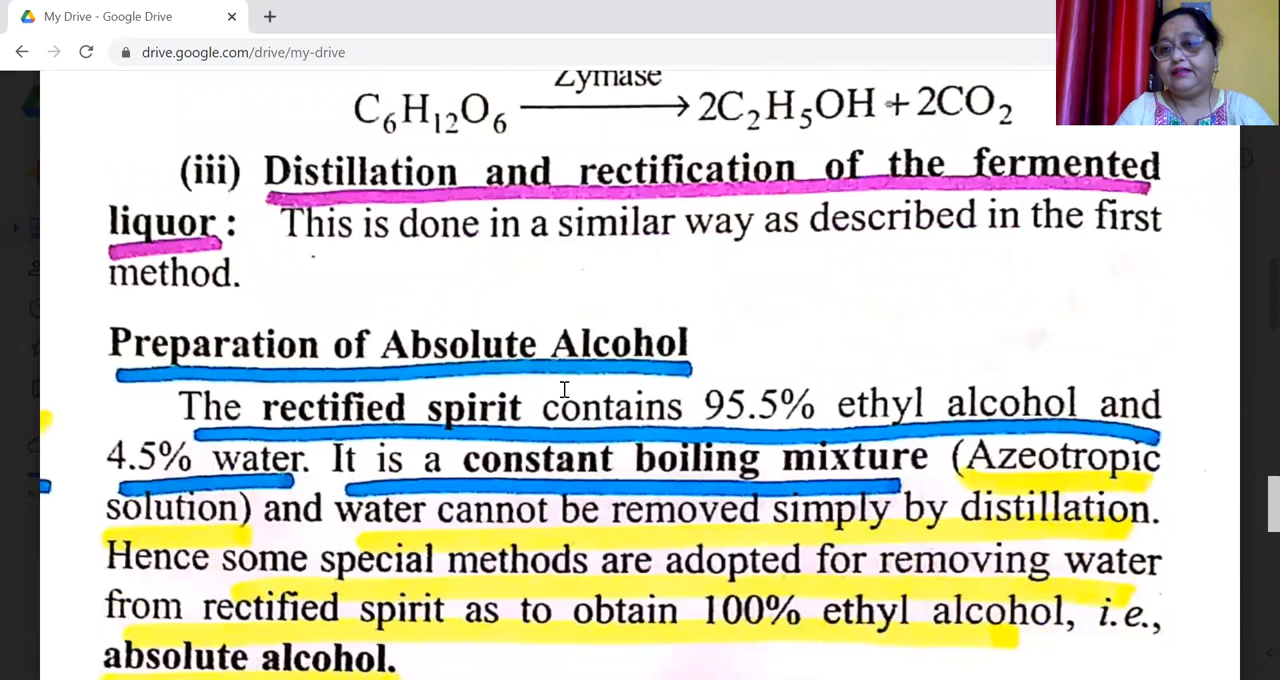 My Drive - Google Drive
drive.google.com/drive/my-drive
Zymase
C₆H₁₂O₆ ⟶ 2C₂H₅OH + 2CO₂
(iii) Distillation and rectification of the fermented
liquor : This is done in a similar way as described in the first
method.
Preparation of Absolute Alcohol
The rectified spirit contains 95.5% ethyl alcohol and
4.5% water. It is a constant boiling mixture (Azeotropic
solution) and water cannot be removed simply by distillation.
Hence some special methods are adopted for removing water
from rectified spirit as to obtain 100% ethyl alcohol, i.e.,
absolute alcohol.